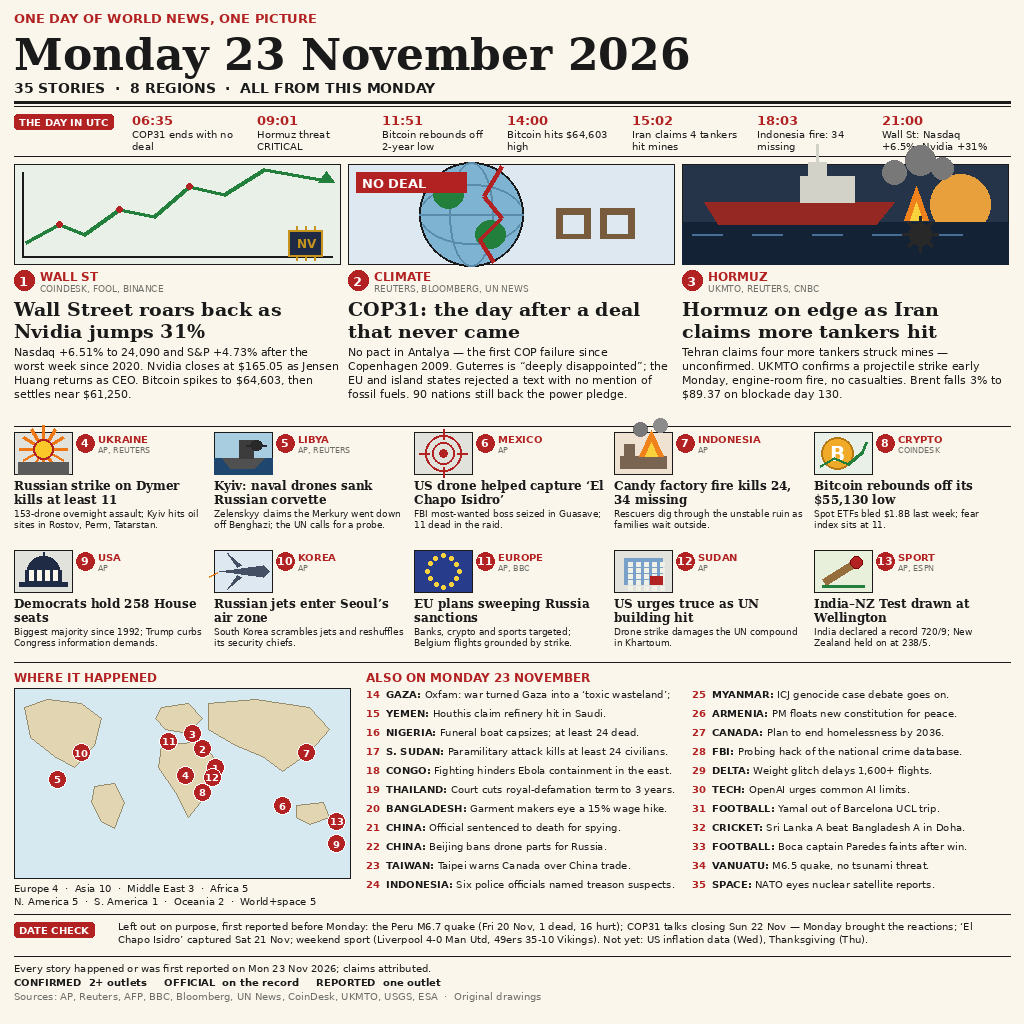 ONE DAY OF WORLD NEWS, ONE PICTURE
Monday 23 November 2026
35 STORIES · 8 REGIONS · ALL FROM THIS MONDAY
THE DAY IN UTC
06:35
COP31 ends with no
deal
09:01
Hormuz threat
CRITICAL
11:51
Bitcoin rebounds off
2-year low
14:00
Bitcoin hits $64,603
high
15:02
Iran claims 4 tankers
hit mines
18:03
Indonesia fire: 34
missing
21:00
Wall St: Nasdaq
+6.5%, Nvidia +31%
NV
NO DEAL
1 WALL ST
COINDESK, FOOL, BINANCE
Wall Street roars back as
Nvidia jumps 31%
Nasdaq +6.51% to 24,090 and S&P +4.73% after the
worst week since 2020. Nvidia closes at $165.05 as Jensen
Huang returns as CEO. Bitcoin spikes to $64,603, then
settles near $61,250.
2 CLIMATE
REUTERS, BLOOMBERG, UN NEWS
COP31: the day after a deal
that never came
No pact in Antalya — the first COP failure since
Copenhagen 2009. Guterres is “deeply disappointed”; the
EU and island states rejected a text with no mention of
fossil fuels. 90 nations still back the power pledge.
3 HORMUZ
UKMTO, REUTERS, CNBC
Hormuz on edge as Iran
claims more tankers hit
Tehran claims four more tankers struck mines —
unconfirmed. UKMTO confirms a projectile strike early
Monday, engine-room fire, no casualties. Brent falls 3% to
$89.37 on blockade day 130.
4 UKRAINE
AP, REUTERS
Russian strike on Dymer
kills at least 11
153-drone overnight assault; Kyiv hits oil
sites in Rostov, Perm, Tatarstan.
5 LIBYA
AP, REUTERS
Kyiv: naval drones sank
Russian corvette
Zelenskyy claims the Merkury went down
off Benghazi; the UN calls for a probe.
6 MEXICO
AP
US drone helped capture ‘El
Chapo Isidro’
FBI most-wanted boss seized in Guasave;
11 dead in the raid.
7 INDONESIA
AP
Candy factory fire kills 24,
34 missing
Rescuers dig through the unstable ruin as
families wait outside.
B
8 CRYPTO
COINDESK
Bitcoin rebounds off its
$55,130 low
Spot ETFs bled $1.8B last week; fear
index sits at 11.
9 USA
AP
Democrats hold 258 House
seats
Biggest majority since 1992; Trump curbs
Congress information demands.
10 KOREA
AP
Russian jets enter Seoul’s
air zone
South Korea scrambles jets and reshuffles
its security chiefs.
11 EUROPE
AP, BBC
EU plans sweeping Russia
sanctions
Banks, crypto and sports targeted;
Belgium flights grounded by strike.
12 SUDAN
AP
US urges truce as UN
building hit
Drone strike damages the UN compound
in Khartoum.
13 SPORT
AP, ESPN
India–NZ Test drawn at
Wellington
India declared a record 720/9; New
Zealand held on at 238/5.
WHERE IT HAPPENED
10
5
11
3
2
1
12
4
8
7
6
13
9
Europe 4 · Asia 10 · Middle East 3 · Africa 5
N. America 5 · S. America 1 · Oceania 2 · World+space 5
ALSO ON MONDAY 23 NOVEMBER
14 GAZA: Oxfam: war turned Gaza into a ‘toxic wasteland’;
15 YEMEN: Houthis claim refinery hit in Saudi.
16 NIGERIA: Funeral boat capsizes; at least 24 dead.
17 S. SUDAN: Paramilitary attack kills at least 24 civilians.
18 CONGO: Fighting hinders Ebola containment in the east.
19 THAILAND: Court cuts royal-defamation term to 3 years.
20 BANGLADESH: Garment makers eye a 15% wage hike.
21 CHINA: Official sentenced to death for spying.
22 CHINA: Beijing bans drone parts for Russia.
23 TAIWAN: Taipei warns Canada over China trade.
24 INDONESIA: Six police officials named treason suspects.
25 MYANMAR: ICJ genocide case debate goes on.
26 ARMENIA: PM floats new constitution for peace.
27 CANADA: Plan to end homelessness by 2036.
28 FBI: Probing hack of the national crime database.
29 DELTA: Weight glitch delays 1,600+ flights.
30 TECH: OpenAI urges common AI limits.
31 FOOTBALL: Yamal out of Barcelona UCL trip.
32 CRICKET: Sri Lanka A beat Bangladesh A in Doha.
33 FOOTBALL: Boca captain Paredes faints after win.
34 VANUATU: M6.5 quake, no tsunami threat.
35 SPACE: NATO eyes nuclear satellite reports.
DATE CHECK
Left out on purpose, first reported before Monday: the Peru M6.7 quake (Fri 20 Nov, 1 dead, 16 hurt); COP31 talks closing Sun 22 Nov — Monday brought the reactions; ‘El
Chapo Isidro’ captured Sat 21 Nov; weekend sport (Liverpool 4-0 Man Utd, 49ers 35-10 Vikings). Not yet: US inflation data (Wed), Thanksgiving (Thu).
Every story happened or was first reported on Mon 23 Nov 2026; claims attributed.
CONFIRMED 2+ outlets OFFICIAL on the record REPORTED one outlet
Sources: AP, Reuters, AFP, BBC, Bloomberg, UN News, CoinDesk, UKMTO, USGS, ESA · Original drawings